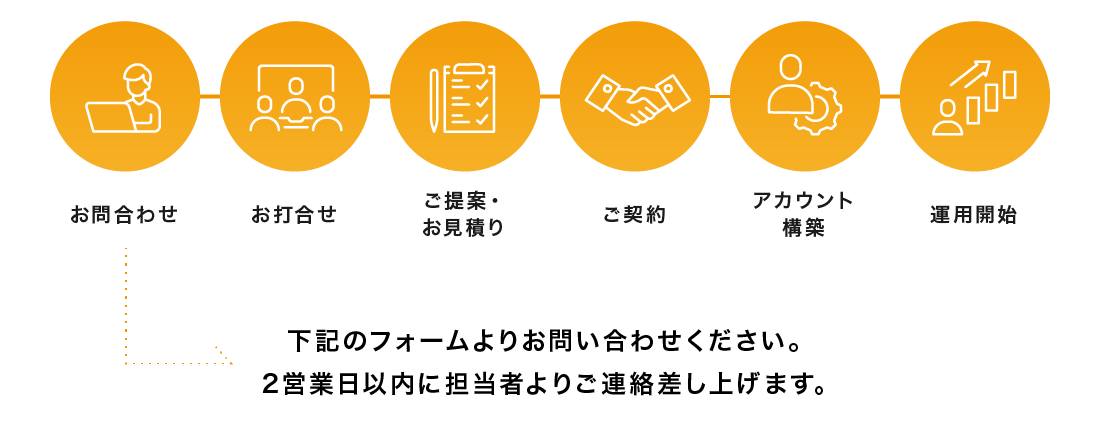 お問合わせ
お打合せ
ご提案・
お見積り
ご契約
アカウント
構築
運用開始
下記のフォームよりお問い合わせください。
2営業日以内に担当者よりご連絡差し上げます。